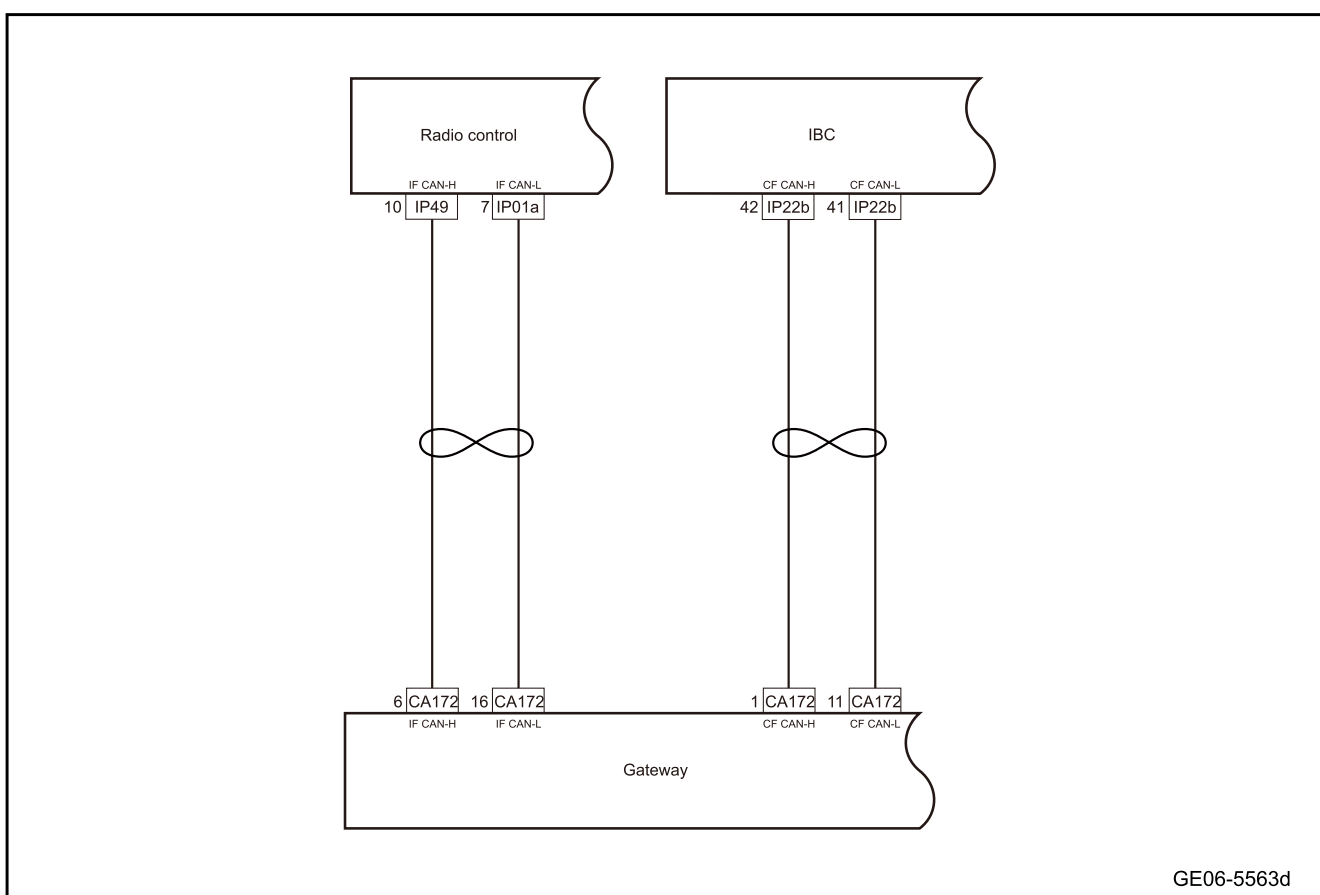 Radio control
IBC
IF CAN-H IF CAN-L
CF CAN-H CF CAN-L
10 IP49 7 IP01a
42 IP22b 41 IP22b
6 CA172 16 CA172
1 CA172 11 CA172
IF CAN-H IF CAN-L
CF CAN-H CF CAN-L
Gateway
GE06-5563d